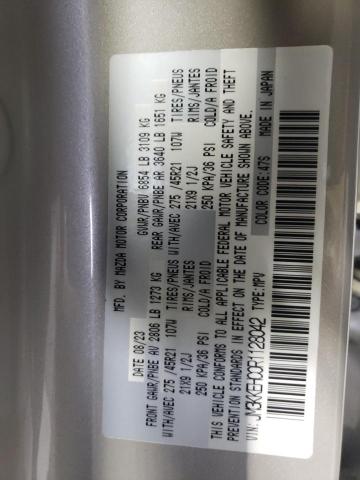 MFD. BY MAZDA MOTOR CORPORATION
DATE 08/23 GVWR/PNBV 6854 LB 3109 KG
FRONT GAWR/PNBE AV 2806 LB 1273 KG REAR GAWR/PNBE AR 3640 LB 1651 KG
WITH/AVEC 275 /45R21 107W TIRES/PNEUS WITH/AVEC 275 /45R21 107W TIRES/PNEUS
21X9 1/2J RIMS/JANTES 21X9 1/2J RIMS/JANTES
250 KPA/36 PSI COLD/A FROID 250 KPA/36 PSI COLD/A FROID
THIS VEHICLE CONFORMS TO ALL APPLICABLE FEDERAL MOTOR VEHICLE SAFETY AND THEFT
PREVENTION STANDARDS IN EFFECT ON THE DATE OF MANUFACTURE SHOWN ABOVE.
VIN: TYPE: MPV COLOR CODE: 47S MADE IN JAPAN